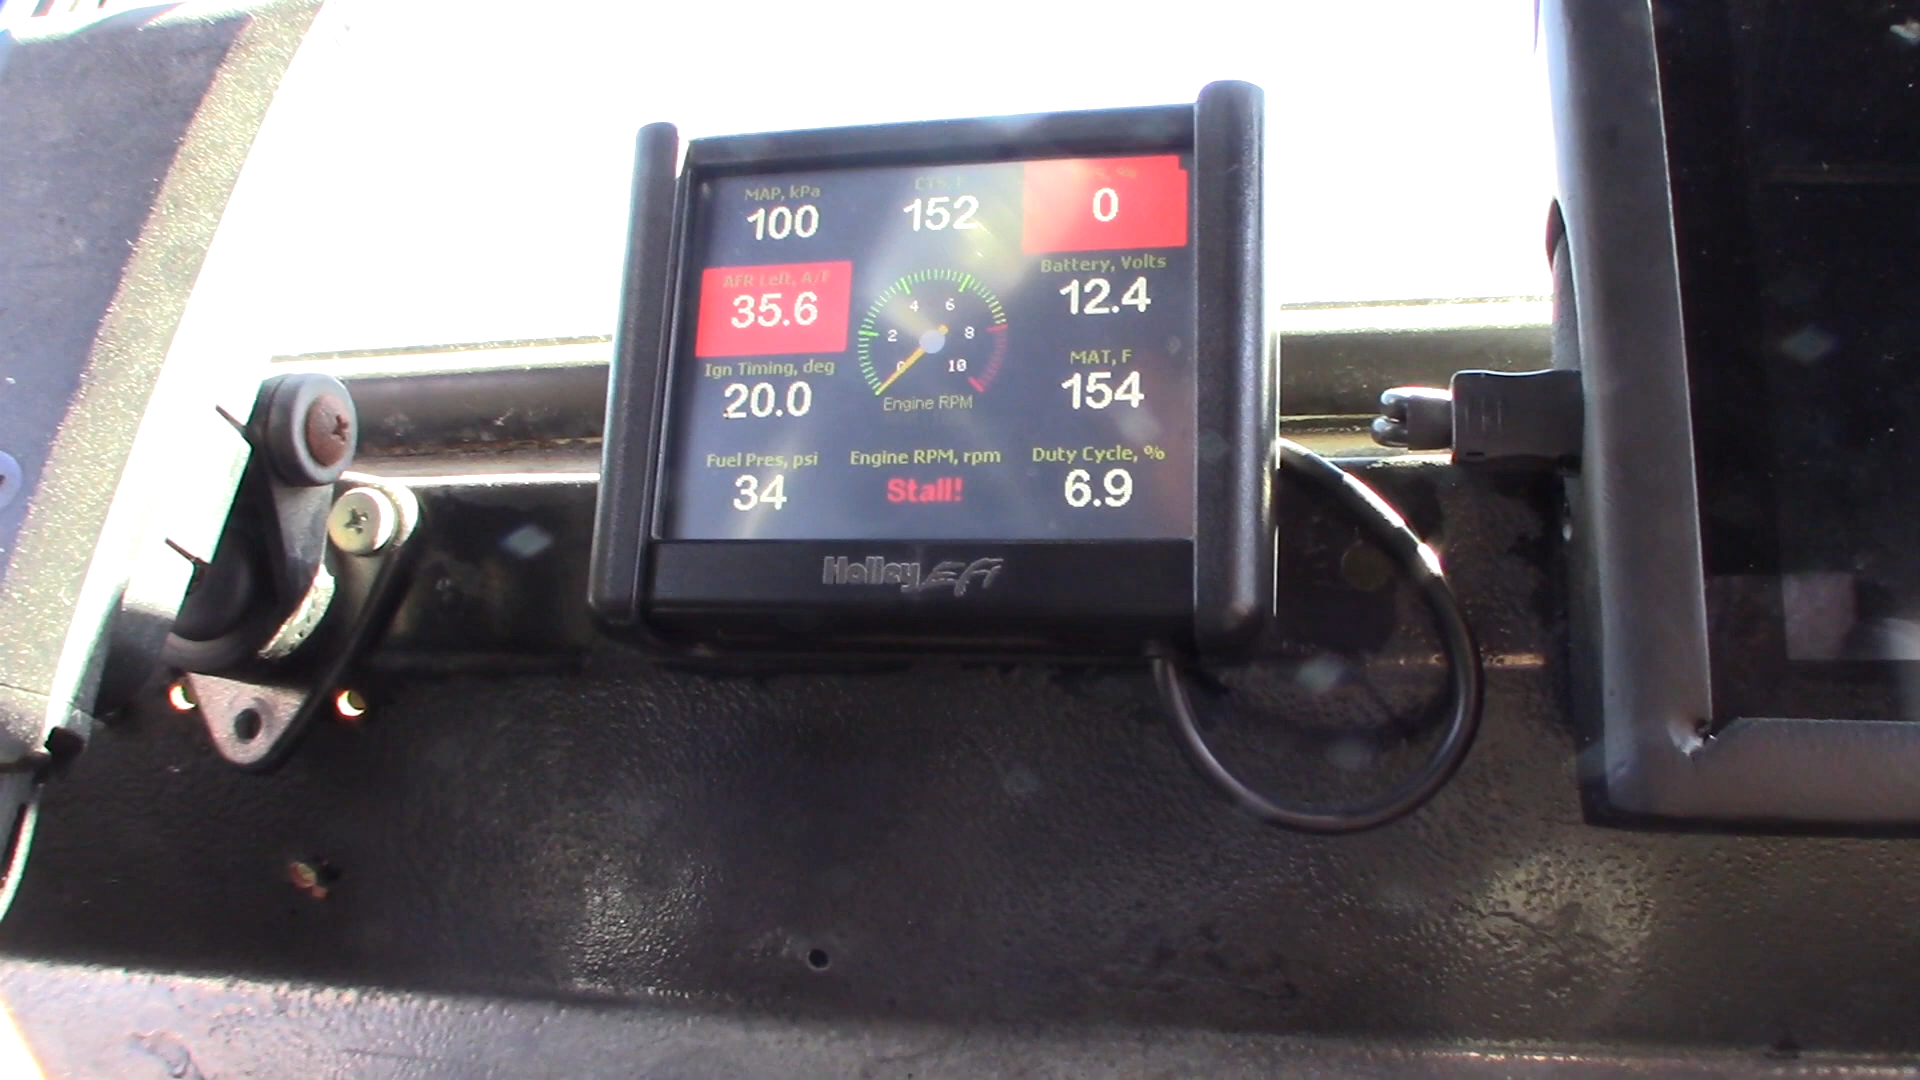 MAP, kPa
100
CTS, F
152
TPS, %
0
AFR Left, A/F
35.6
Battery, Volts
12.4
0 2 4 6 8 10
Engine RPM
Ign Timing, deg
20.0
MAT, F
154
Fuel Pres, psi
34
Engine RPM, rpm
Stall!
Duty Cycle, %
6.9
Holley EFI